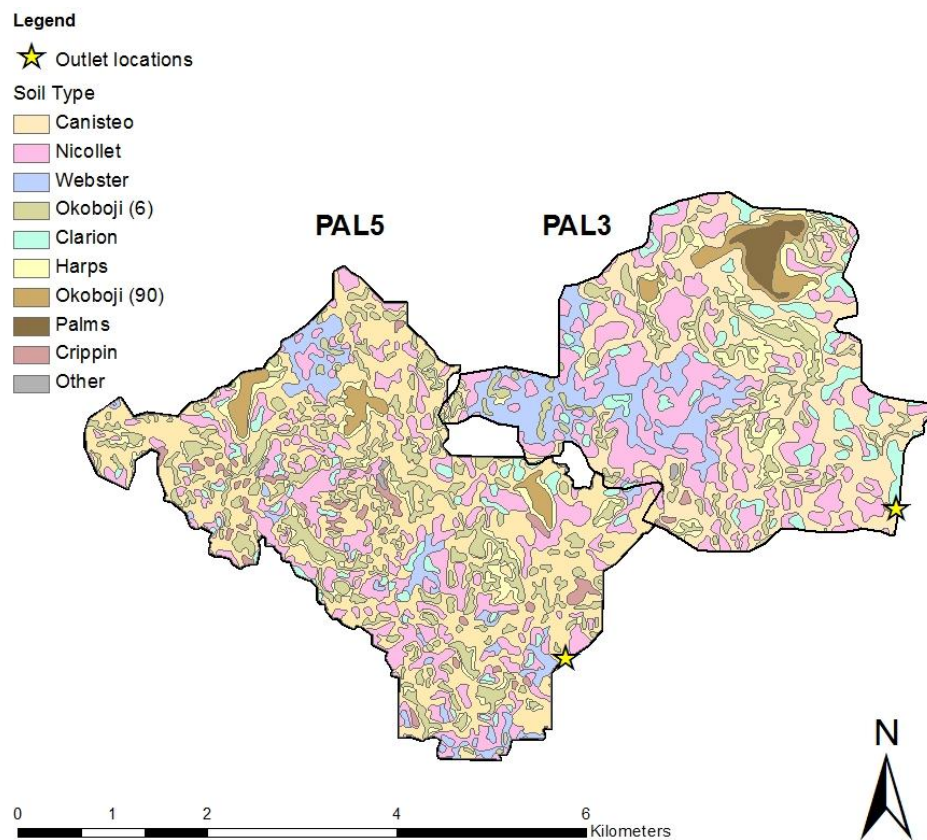 Legend
Outlet locations
Soil Type
Canisteo
Nicollet
Webster
Okoboji (6)
Clarion
Harps
Okoboji (90)
Palms
Crippin
Other
PAL5
PAL3
N
0 1 2 4 6
Kilometers